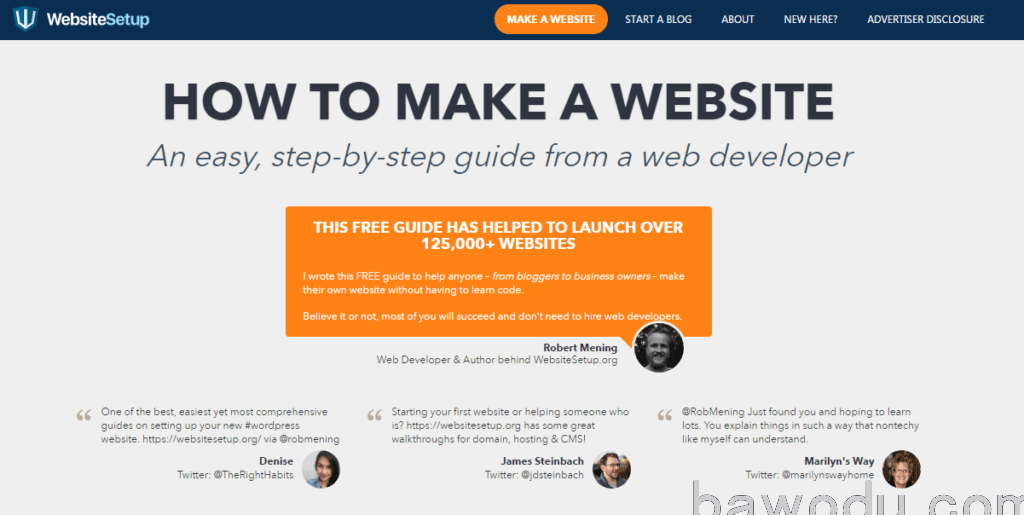 WebsiteSetup
MAKE A WEBSITE
START A BLOG
ABOUT
NEW HERE?
ADVERTISER DISCLOSURE
HOW TO MAKE A WEBSITE
An easy, step-by-step guide from a web developer
THIS FREE GUIDE HAS HELPED TO LAUNCH OVER
125,000+ WEBSITES
I wrote this FREE guide to help anyone – from bloggers to business owners – make
their own website without having to learn code.
Believe it or not, most of you will succeed and don't need to hire web developers.
Robert Mening
Web Developer & Author behind WebsiteSetup.org
“ One of the best, easiest yet most comprehensive
guides on setting up your new #wordpress
website. https://websitesetup.org/ via @robmening
Denise
Twitter: @TheRightHabits
“ Starting your first website or helping someone who
is? https://websitesetup.org has some great
walkthroughs for domain, hosting & CMS!
James Steinbach
Twitter: @jdsteinbach
“ @RobMening Just found you and hoping to learn
lots. You explain things in such a way that nontechy
like myself can understand.
Marilyn's Way
Twitter: @marilynswayhome
bawodu.com